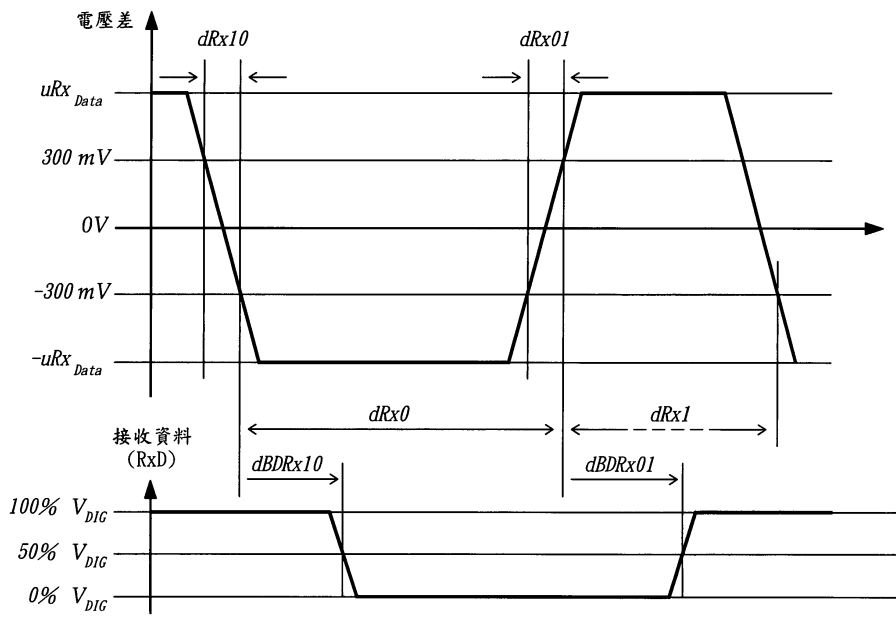 電壓差
dRx10
dRx01
uRx Data
300 mV
0V
-300 mV
-uRx Data
dRx0
dRx1
接收資料
(RxD)
dBDRx10
dBDRx01
100% V DIG
50% V DIG
0% V DIG